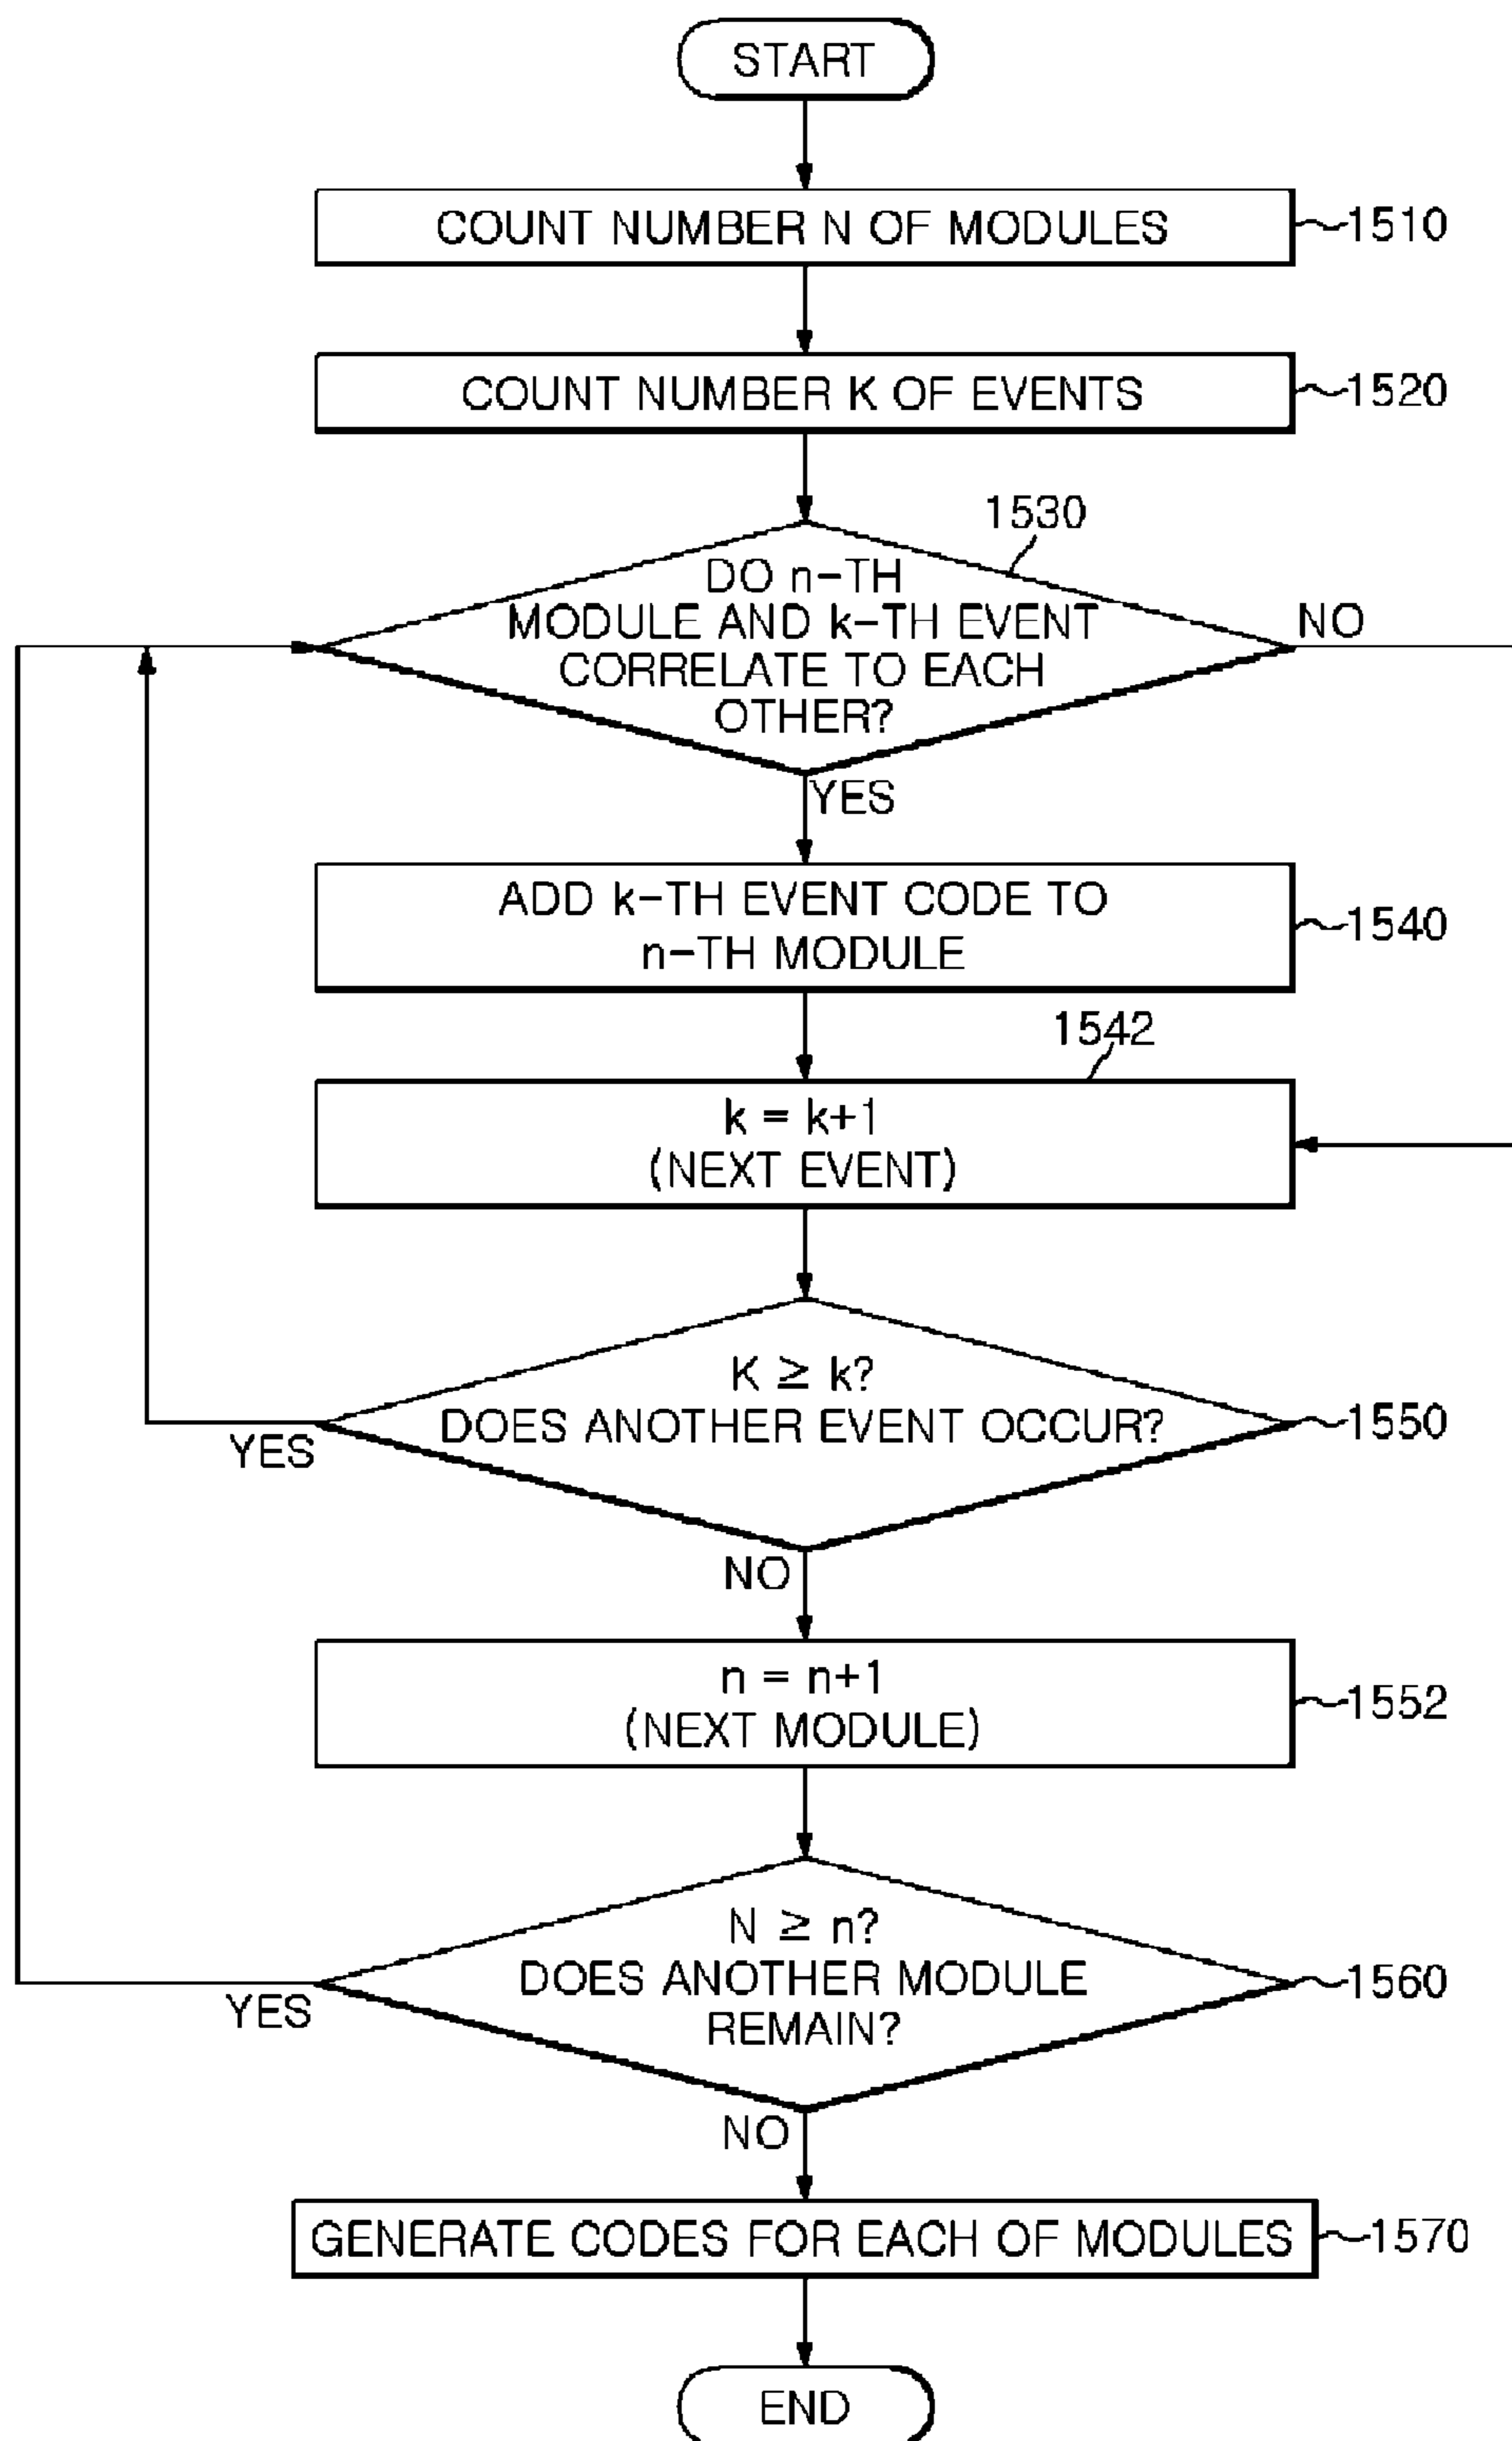 START
COUNT NUMBER N OF MODULES
1510
COUNT NUMBER K OF EVENTS
1520
1530
DO n-TH
MODULE AND k-TH EVENT
CORRELATE TO EACH
OTHER?
NO
YES
ADD k-TH EVENT CODE TO
n-TH MODULE
1540
1542
k = k+1
(NEXT EVENT)
K ≥ k?
DOES ANOTHER EVENT OCCUR?
1550
YES
NO
n = n+1
(NEXT MODULE)
1552
N ≥ n?
DOES ANOTHER MODULE
REMAIN?
1560
YES
NO
GENERATE CODES FOR EACH OF MODULES
1570
END